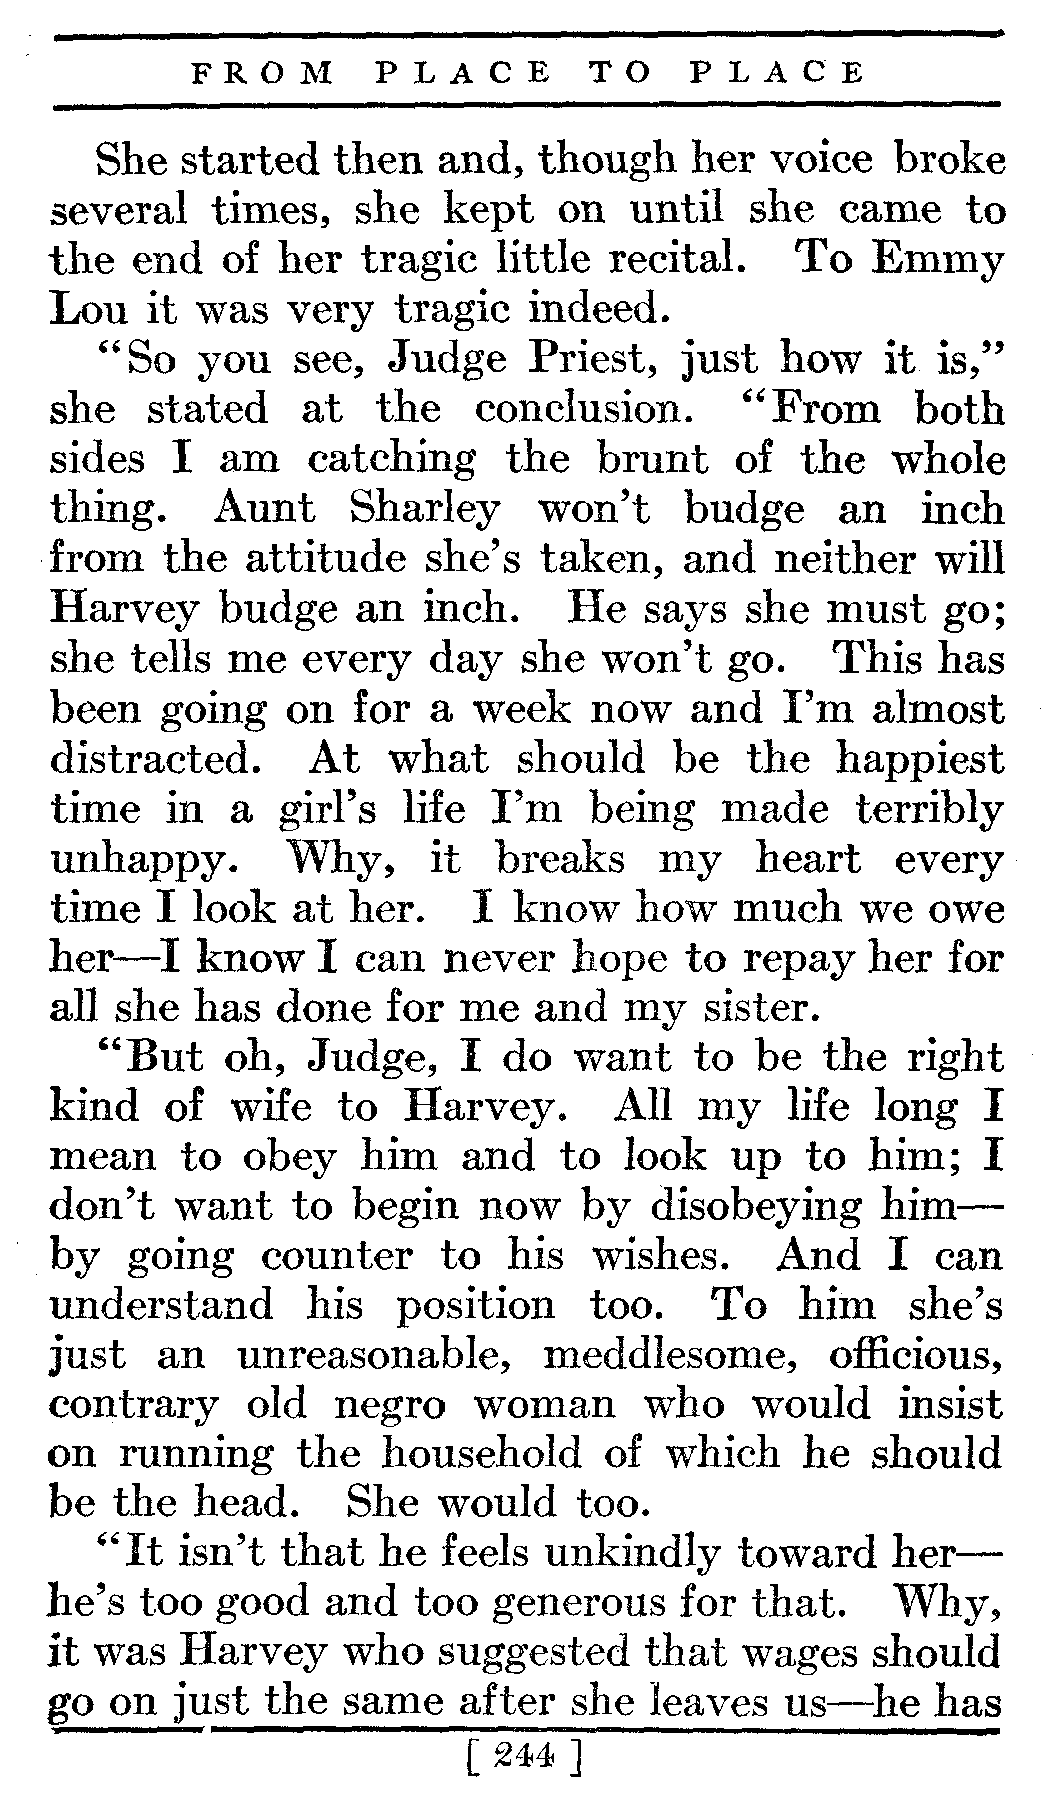 FROM PLACE TO PLACE
She started then and, though her voice broke
several times, she kept on until she came to
the end of her tragic little recital. To Emmy
Lou it was very tragic indeed.
“So you see, Judge Priest, just how it is,”
she stated at the conclusion. “From both
sides I am catching the brunt of the whole
thing. Aunt Sharley won’t budge an inch
from the attitude she’s taken, and neither will
Harvey budge an inch. He says she must go;
she tells me every day she won’t go. This has
been going on for a week now and I’m almost
distracted. At what should be the happiest
time in a girl’s life I’m being made terribly
unhappy. Why, it breaks my heart every
time I look at her. I know how much we owe
her—I know I can never hope to repay her for
all she has done for me and my sister.
“But oh, Judge, I do want to be the right
kind of wife to Harvey. All my life long I
mean to obey him and to look up to him; I
don’t want to begin now by disobeying him—
by going counter to his wishes. And I can
understand his position too. To him she’s
just an unreasonable, meddlesome, officious,
contrary old negro woman who would insist
on running the household of which he should
be the head. She would too.
“It isn’t that he feels unkindly toward her—
he’s too good and too generous for that. Why,
it was Harvey who suggested that wages should
go on just the same after she leaves us—he has
[ 244 ]